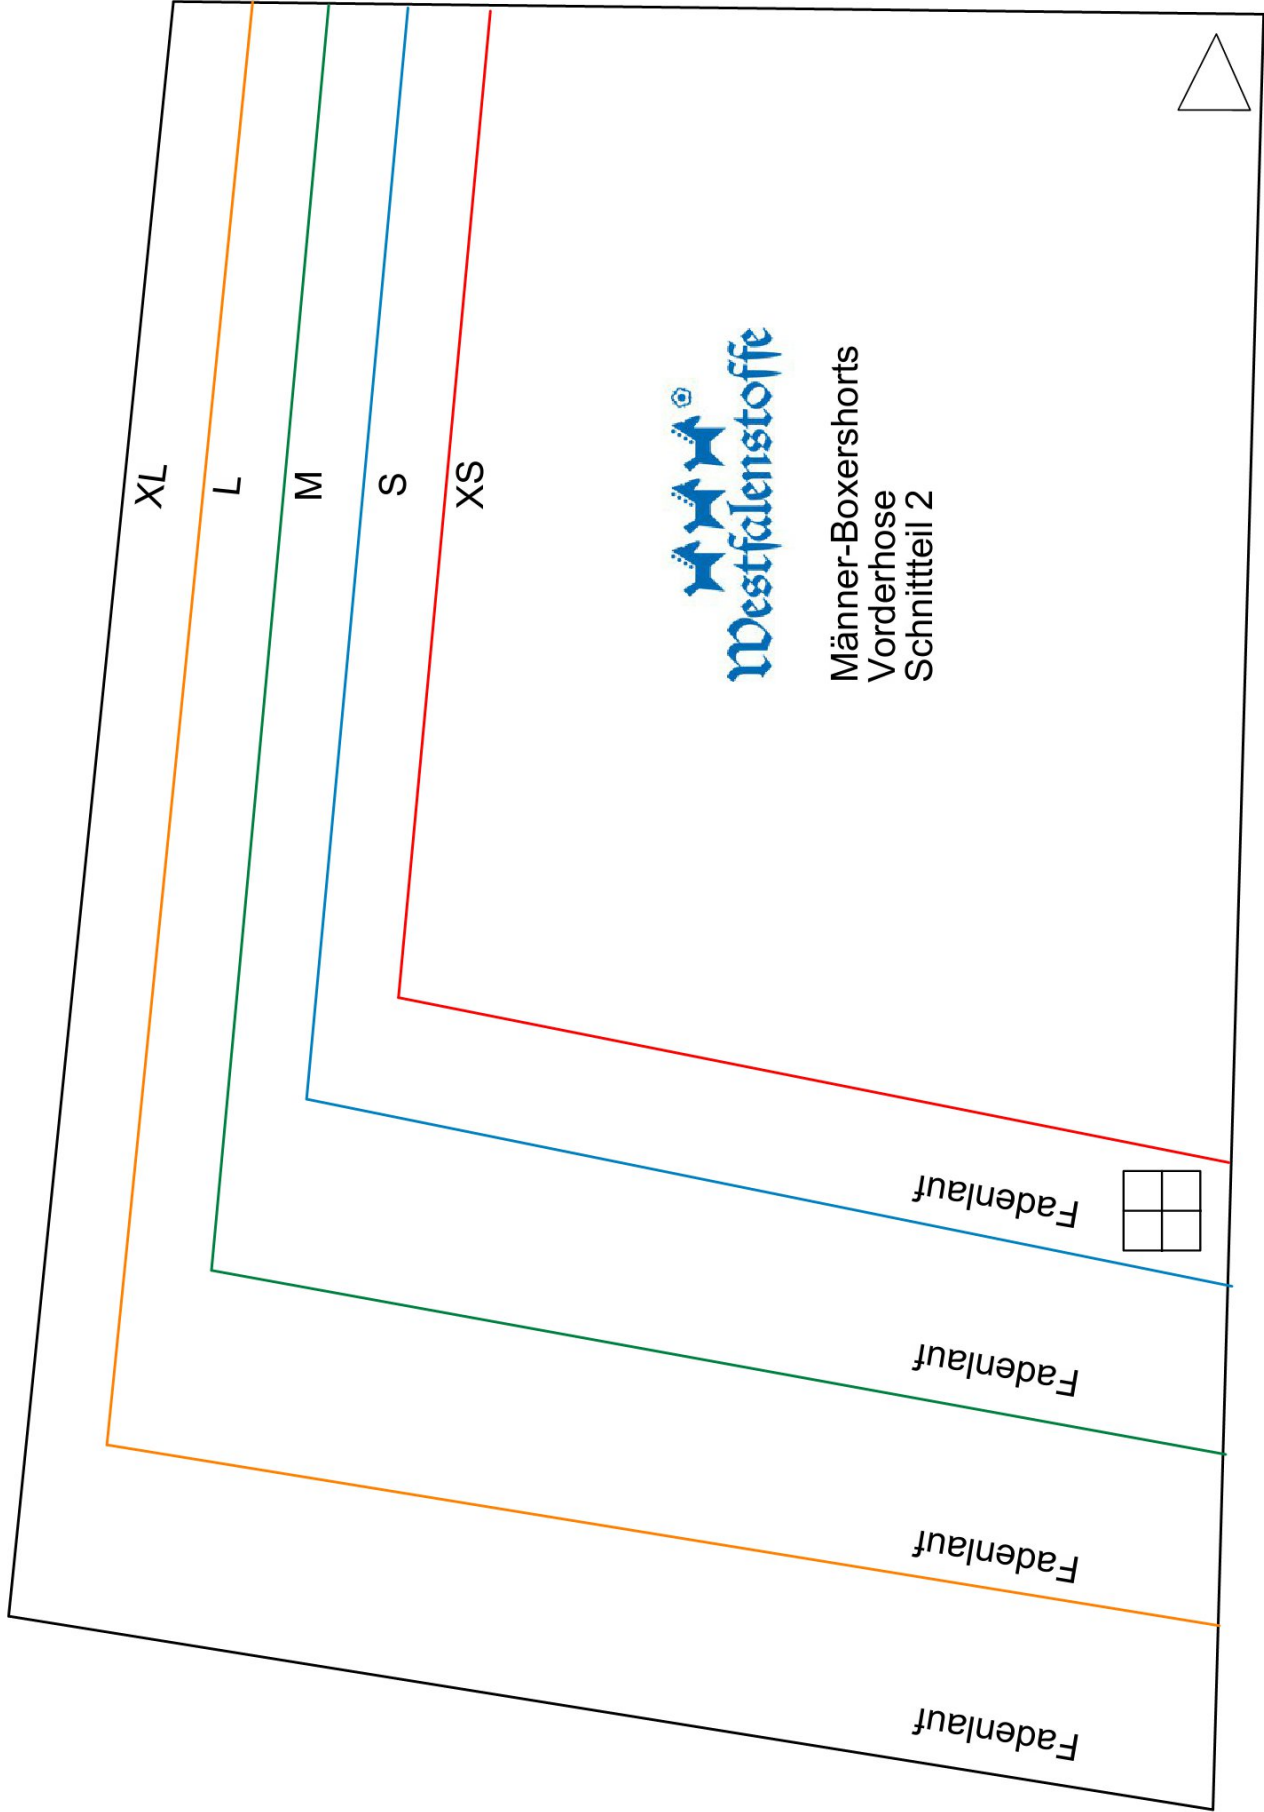 XL
L
M
S
XS
Westfalenstoffe
Männer-Boxershorts
Vorderhose
Schnittteil 2
Fadenlauf
Fadenlauf
Fadenlauf
Fadenlauf